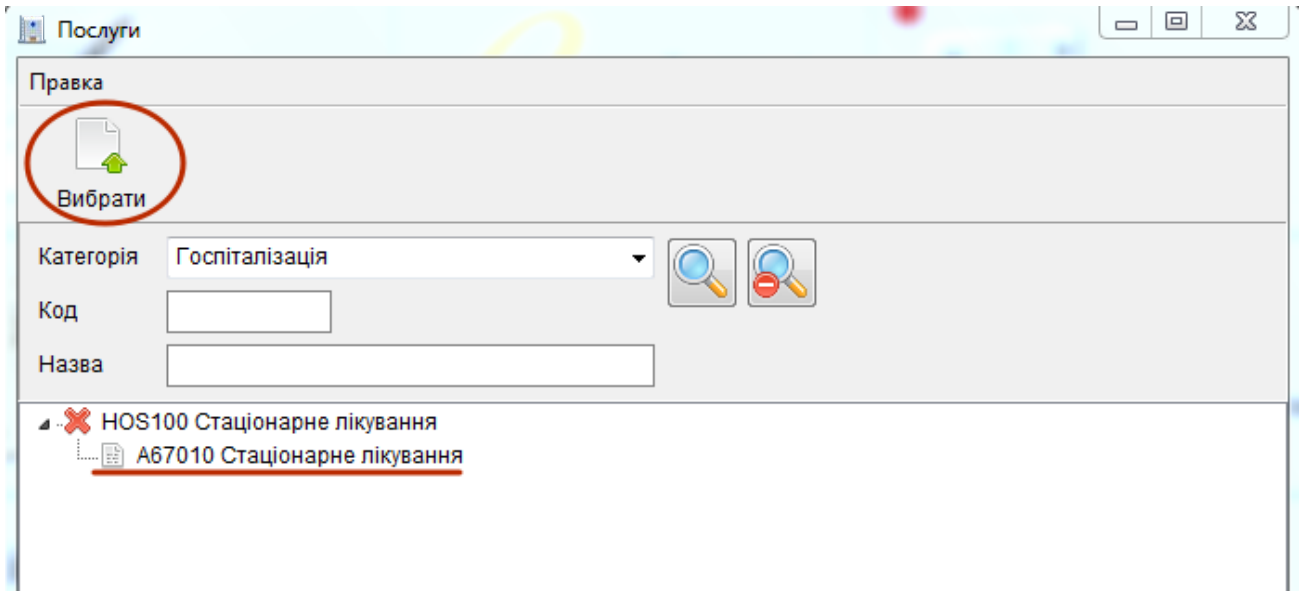 Послуги
Правка
Вибрати
Категорія Госпіталізація
Код
Назва
HOS100 Стаціонарне лікування
A67010 Стаціонарне лікування